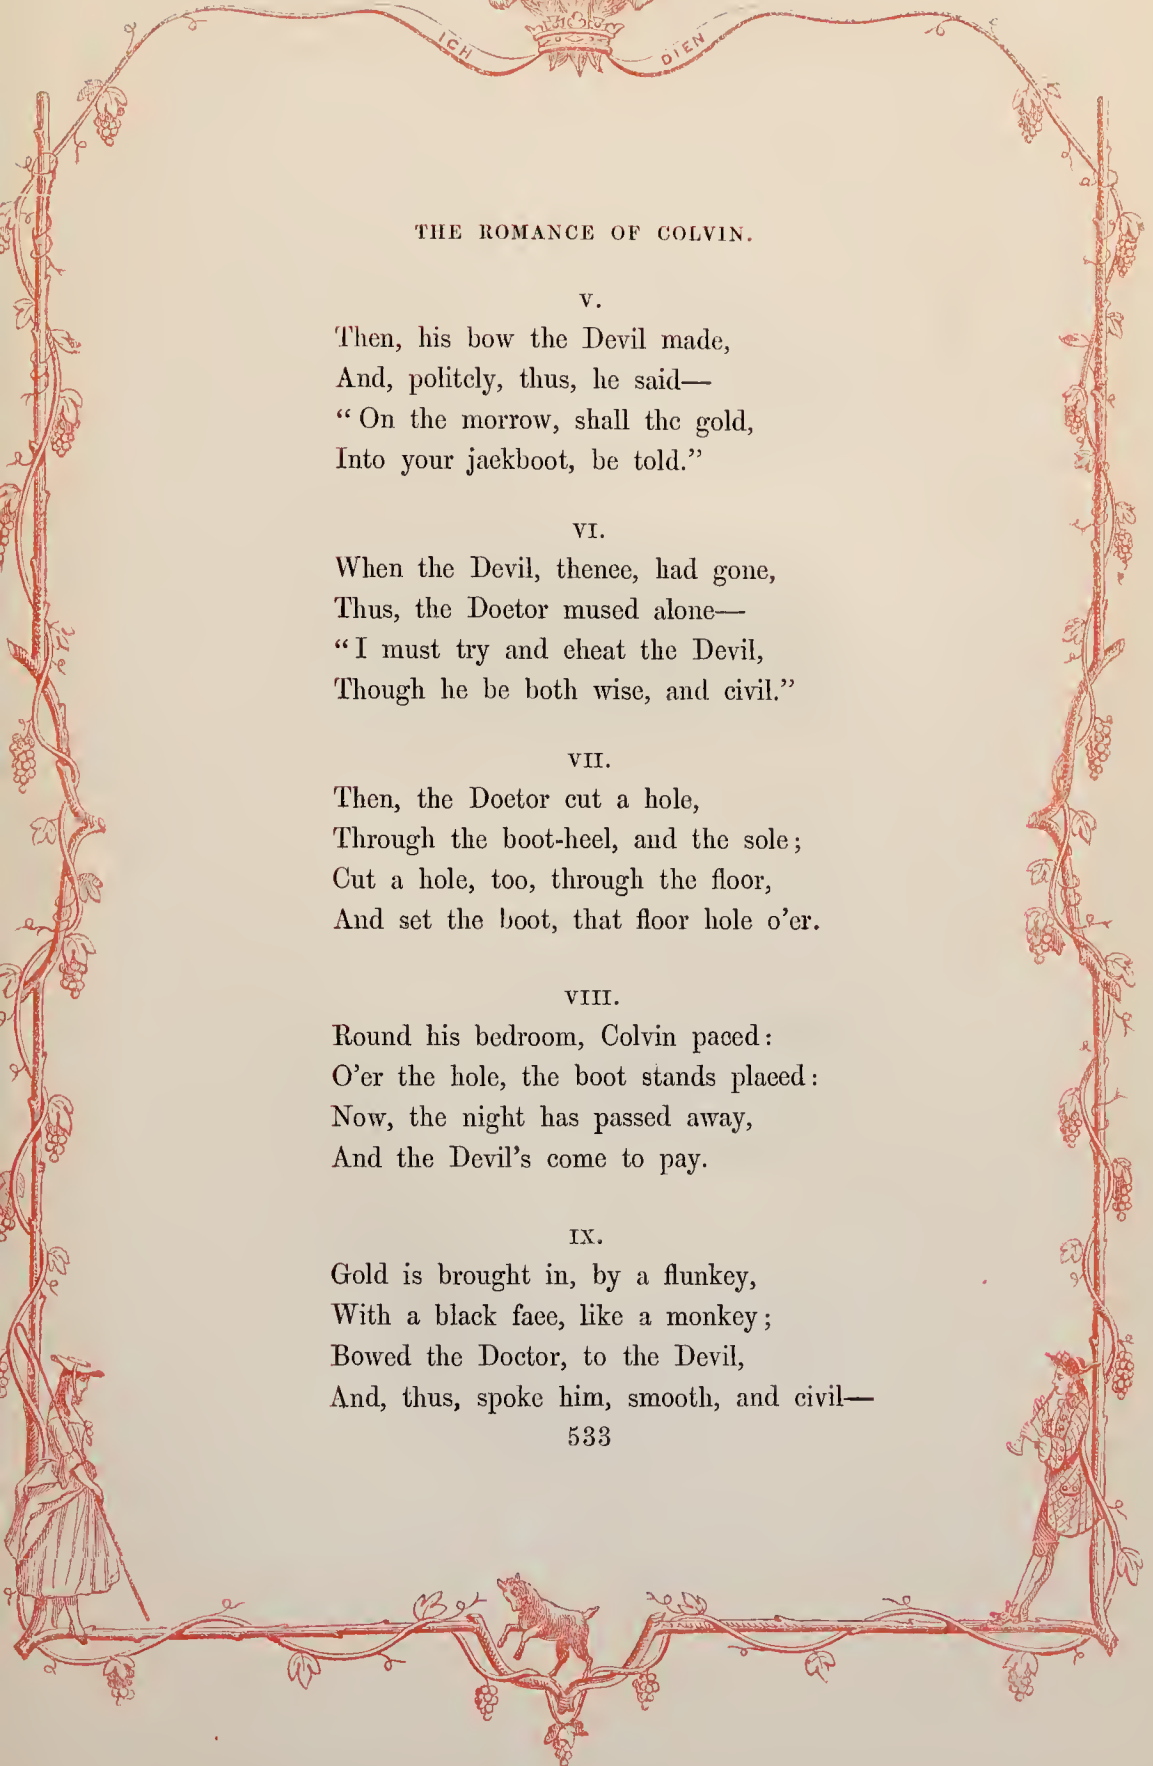 ICH DIEN
THE ROMANCE OF COLVIN.
V.
Then, his bow the Devil made,
And, politely, thus, he said—
“ On the morrow, shall the gold,
Into your jackboot, be told.”
VI.
When the Devil, thence, had gone,
Thus, the Doctor mused alone—
“ I must try and cheat the Devil,
Though he be both wise, and civil.”
VII.
Then, the Doctor cut a hole,
Through the boot-heel, and the sole ;
Cut a hole, too, through the floor,
And set the boot, that floor hole o’er.
VIII.
Round his bedroom, Colvin paced :
O’er the hole, the boot stands placed :
Now, the night has passed away,
And the Devil’s come to pay.
IX.
Gold is brought in, by a flunkey,
With a black face, like a monkey ;
Bowed the Doctor, to the Devil,
And, thus, spoke him, smooth, and civil—
533